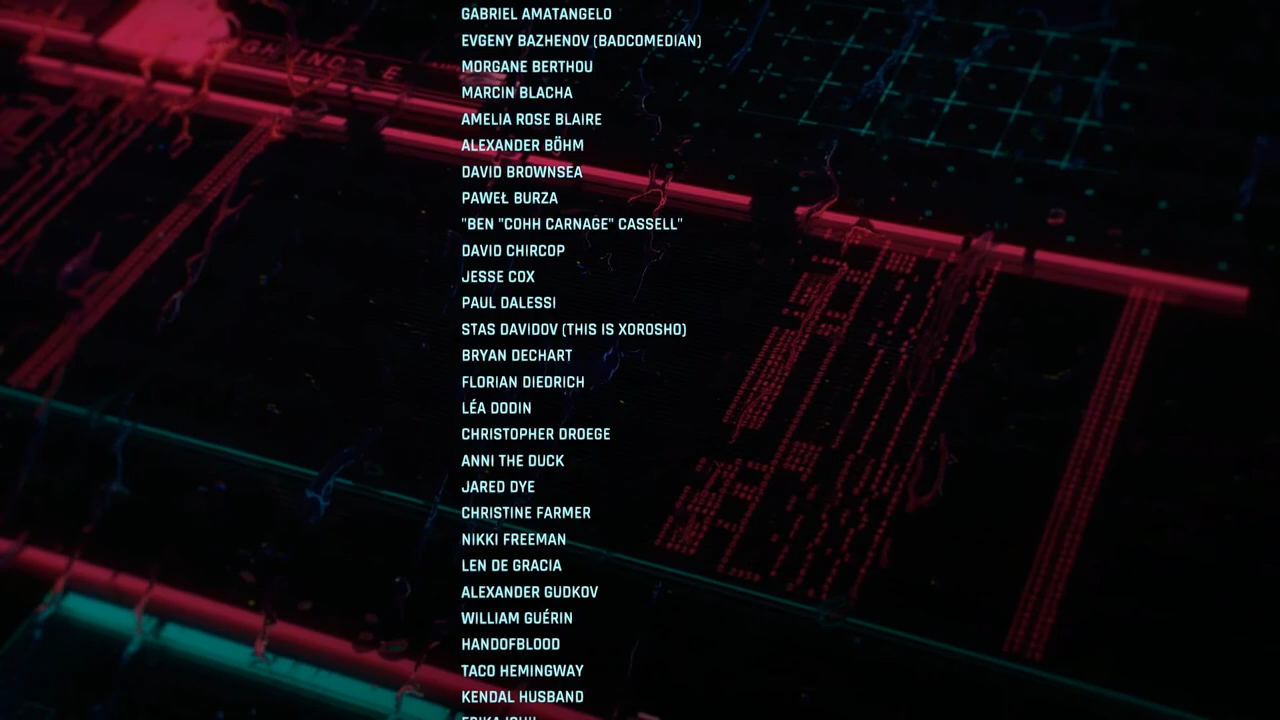 GABRIEL AMATANGELO
EVGENY BAZHENOV (BADCOMEDIAN)
MORGANE BERTHOU
MARCIN BLACHA
AMELIA ROSE BLAIRE
ALEXANDER BÖHM
DAVID BROWNSEA
PAWEŁ BURZA
"BEN "COHH CARNAGE" CASSELL"
DAVID CHIRCOP
JESSE COX
PAUL DALESSI
STAS DAVIDOV (THIS IS XOROSHO)
BRYAN DECHART
FLORIAN DIEDRICH
LÉA DODIN
CHRISTOPHER DROEGE
ANNI THE DUCK
JARED DYE
CHRISTINE FARMER
NIKKI FREEMAN
LEN DE GRACIA
ALEXANDER GUDKOV
WILLIAM GUÉRIN
HANDOFBLOOD
TACO HEMINGWAY
KENDAL HUSBAND